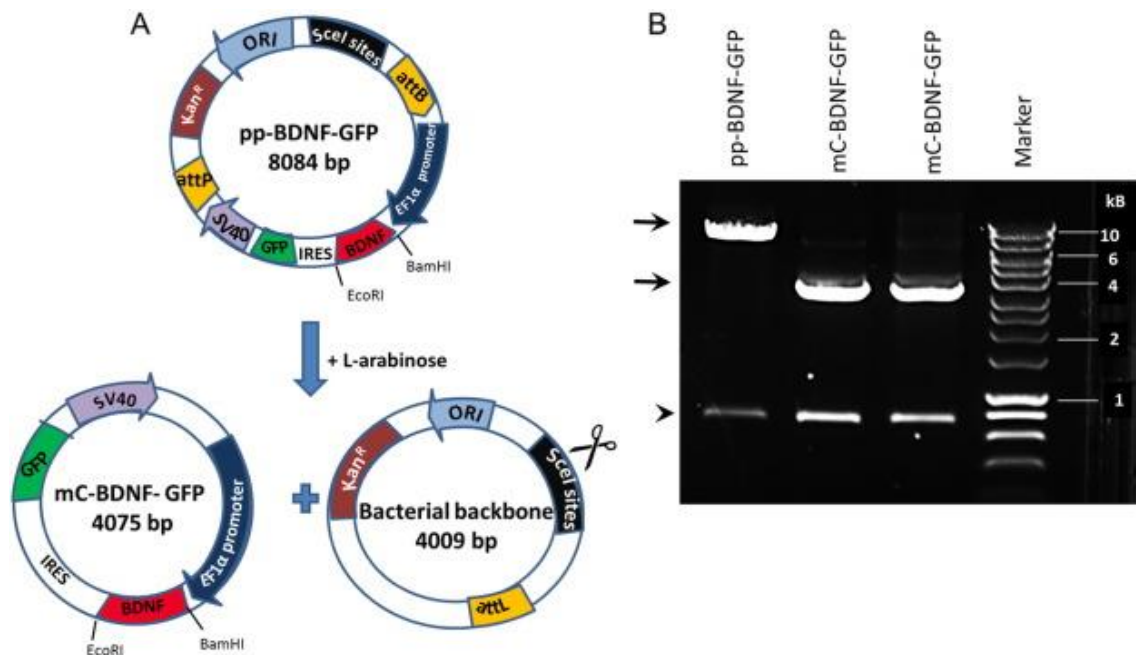 A
ORI
SceI sites
attB
EF1α promoter
BamHI
BDNF
EcoRI
IRES
GFP
SV40
attP
Kanᴿ
pp-BDNF-GFP
8084 bp
+ L-arabinose
SV40
GFP
IRES
BDNF
EcoRI
BamHI
EF1α promoter
mC-BDNF- GFP
4075 bp
+
ORI
Kanᴿ
SceI sites
attL
Bacterial backbone
4009 bp
B
pp-BDNF-GFP
mC-BDNF-GFP
mC-BDNF-GFP
Marker
kB
10
6
4
2
1